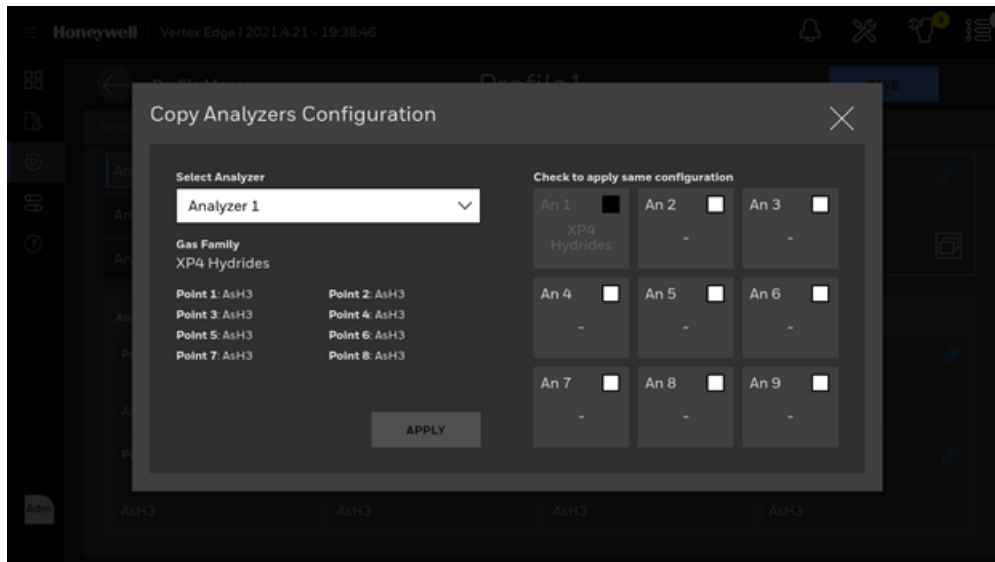 Honeywell | Vertex Edge | 2021.4.21 - 19:38:46
Profile1
Copy Analyzers Configuration
Select Analyzer
Analyzer 1
Gas Family
XP4 Hydrides
Point 1: AsH3 Point 2: AsH3
Point 3: AsH3 Point 4: AsH3
Point 5: AsH3 Point 6: AsH3
Point 7: AsH3 Point 8: AsH3
APPLY
Check to apply same configuration
An 1 An 2 An 3
XP4
Hydrides
- -
An 4 An 5 An 6
- - -
An 7 An 8 An 9
- - -
Adm
AsH3 AsH3 AsH3 AsH3